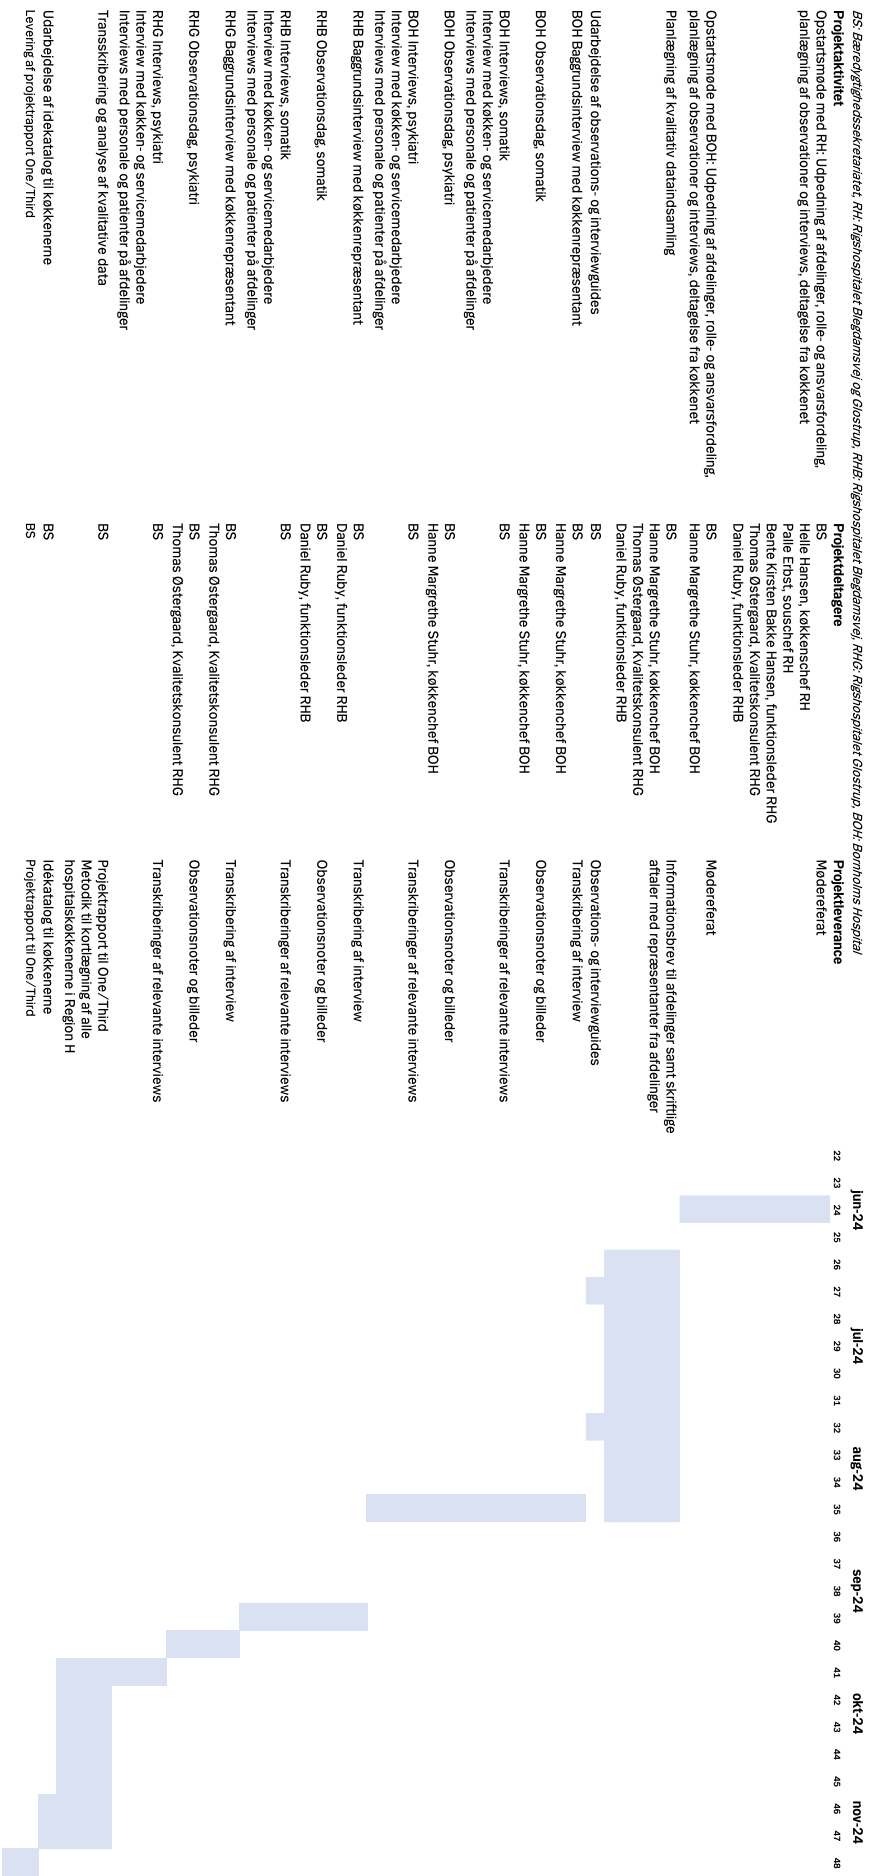 BS: Bæredygtighedssekretariatet, RH: Rigshospitalet Blegdamsvej og Glostrup, RHB: Rigshospitalet Blegdamsvej, RHG: Rigshospitalet Glostrup, BOH: Bornholms Hospital
jun-24 jul-24 aug-24 sep-24 okt-24 nov-24
Projektaktivitet Projektdeltagere Projektleverance 22 23 24 25 26 27 28 29 30 31 32 33 34 35 36 37 38 39 40 41 42 43 44 45 46 47 48
Opstartsmøde med RH: Udpedning af afdelinger, rolle- og ansvarsfordeling, BS Mødereferat
planlægning af observationer og interviews, deltagelse fra køkkenet Helle Hansen, køkkenschef RH
Palle Erbst, souschef RH
Bente Kirsten Bakke Hansen, funktionsleder RHG
Thomas Østergaard, Kvalitetskonsulent RHG
Daniel Ruby, funktionsleder RHB
Opstartsmøde med BOH: Udpedning af afdelinger, rolle- og ansvarsfordeling, BS Mødereferat
planlægning af observationer og interviews, deltagelse fra køkkenet Hanne Margrethe Stuhr, køkkenchef BOH
Planlægning af kvalitativ dataindsamling BS Informationsbrev til afdelinger samt skriftlige
Hanne Margrethe Stuhr, køkkenchef BOH aftaler med repræsentanter fra afdelinger
Thomas Østergaard, Kvalitetskonsulent RHG
Daniel Ruby, funktionsleder RHB
Udarbejdelse af observations- og interviewguides BS Observations- og interviewguides
BOH Baggrundsinterview med køkkenrepræsentant BS Transkribering af interview
Hanne Margrethe Stuhr, køkkenchef BOH
BOH Observationsdag, somatik BS Observationsnoter og billeder
Hanne Margrethe Stuhr, køkkenchef BOH
BOH Interviews, somatik BS Transkriberinger af relevante interviews
Interview med køkken- og servicemedarbjedere
Interviews med personale og patienter på afdelinger
BOH Observationsdag, psykiatri BS Observationsnoter og billeder
Hanne Margrethe Stuhr, køkkenchef BOH
BOH Interviews, psykiatri BS Transkriberinger af relevante interviews
Interview med køkken- og servicemedarbjedere
Interviews med personale og patienter på afdelinger
RHB Baggrundsinterview med køkkenrepræsentant BS Transkribering af interview
Daniel Ruby, funktionsleder RHB
RHB Observationsdag, somatik BS Observationsnoter og billeder
Daniel Ruby, funktionsleder RHB
RHB Interviews, somatik BS Transkriberinger af relevante interviews
Interview med køkken- og servicemedarbjedere
Interviews med personale og patienter på afdelinger
RHG Baggrundsinterview med køkkenrepræsentant BS Transkribering af interview
Thomas Østergaard, Kvalitetskonsulent RHG
RHG Observationsdag, psykiatri BS Observationsnoter og billeder
Thomas Østergaard, Kvalitetskonsulent RHG
RHG Interviews, psykiatri BS Transkriberinger af relevante interviews
Interview med køkken- og servicemedarbjedere
Interviews med personale og patienter på afdelinger
Transskribering og analyse af kvalitative data BS Projektrapport til One/Third
Metodik til kortlægning af alle
hospitalskøkkenerne i Region H
Udarbejdelse af idekatalog til køkkenerne BS Idékatalog til køkkenerne
Levering af projektrapport One/Third BS Projektrapport til One/Third